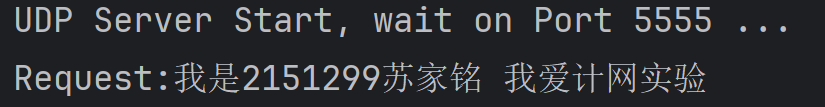 UDP Server Start, wait on Port 5555 ...
Request:我是2151299苏家铭 我爱计网实验